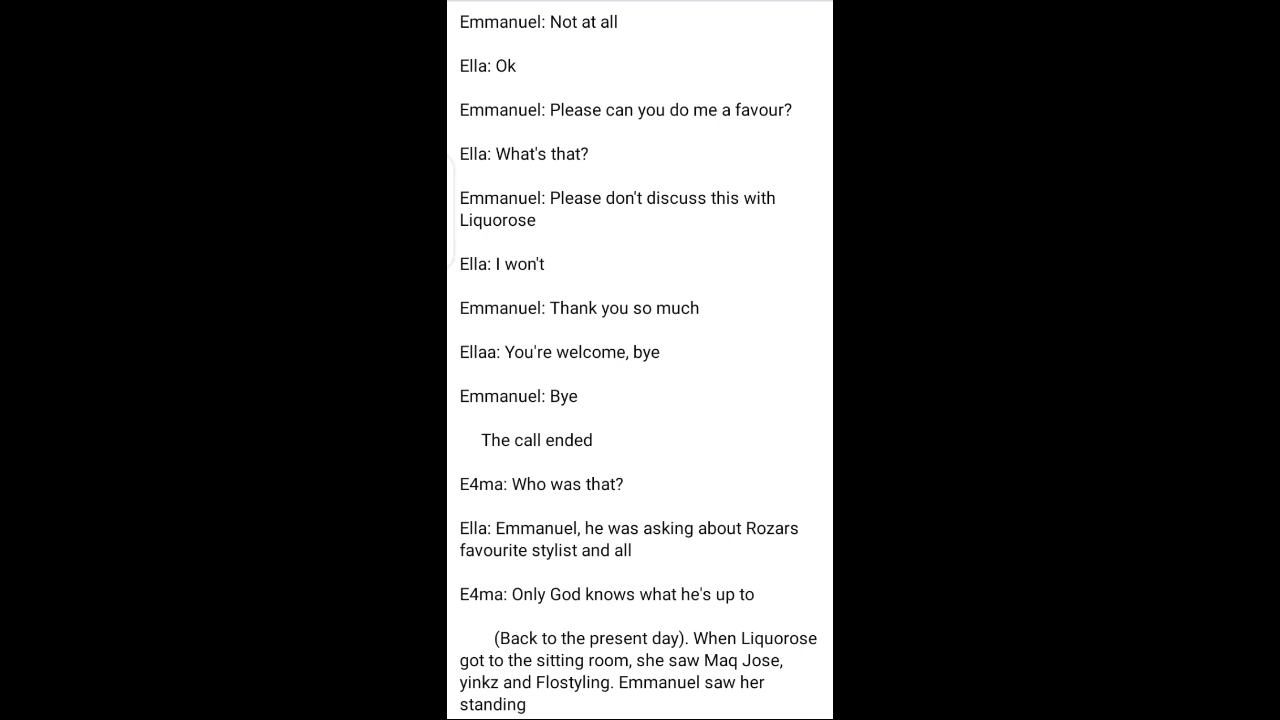 Emmanuel: Not at all
Ella: Ok
Emmanuel: Please can you do me a favour?
Ella: What's that?
Emmanuel: Please don't discuss this with
Liquorose
Ella: I won't
Emmanuel: Thank you so much
Ellaa: You're welcome, bye
Emmanuel: Bye
The call ended
E4ma: Who was that?
Ella: Emmanuel, he was asking about Rozars
favourite stylist and all
E4ma: Only God knows what he's up to
(Back to the present day). When Liquorose
got to the sitting room, she saw Maq Jose,
yinkz and Flostyling. Emmanuel saw her
standing